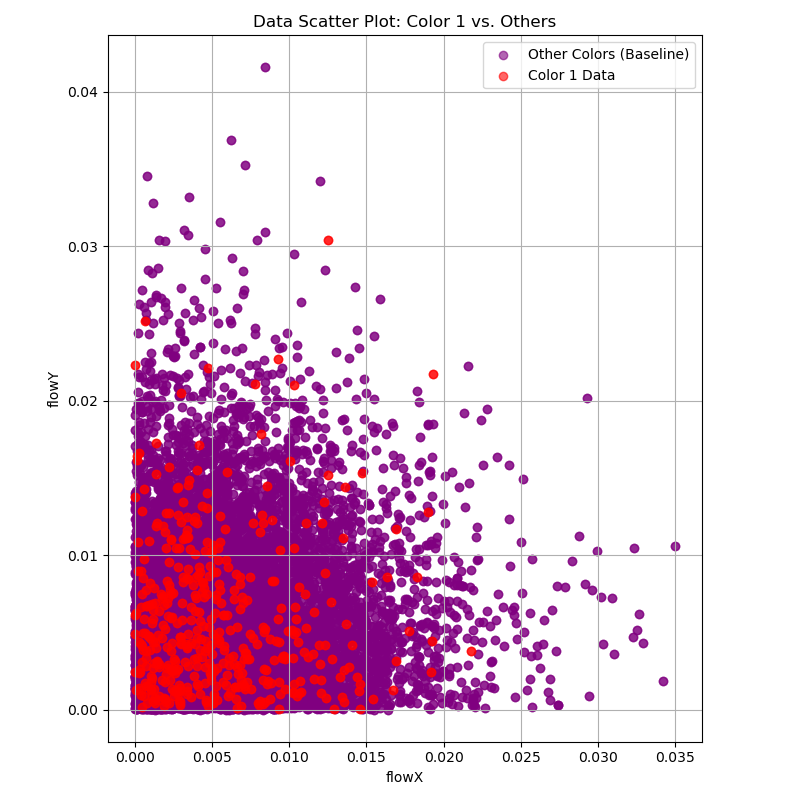 Data Scatter Plot: Color 1 vs. Others
Other Colors (Baseline)
Color 1 Data
flowY
0.04
0.03
0.02
0.01
0.00
0.000 0.005 0.010 0.015 0.020 0.025 0.030 0.035
flowX